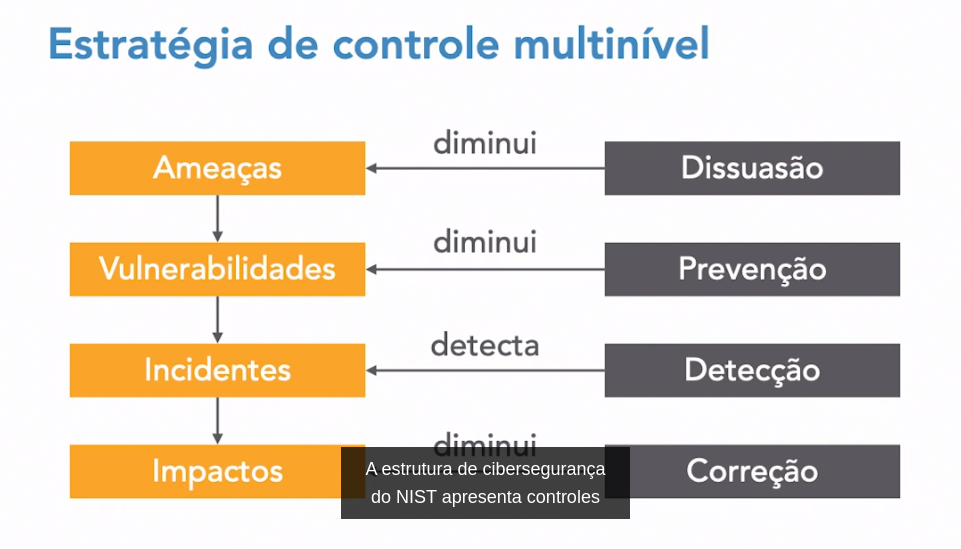 Estratégia de controle multinível
diminui
Ameaças
Dissuasão
diminui
Vulnerabilidades
Prevenção
detecta
Incidentes
Detecção
diminui
Impactos
Correção
A estrutura de cibersegurança
do NIST apresenta controles